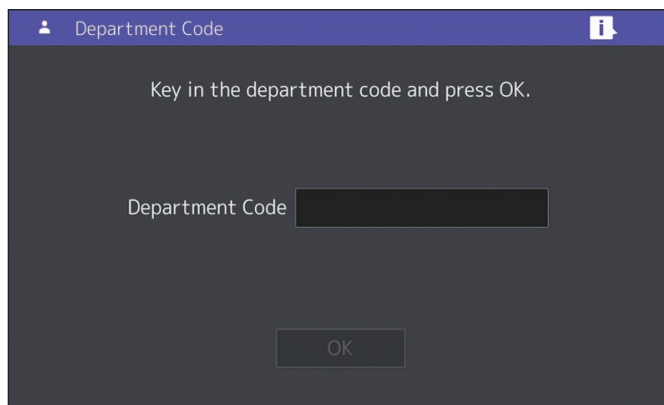 Department Code
i
Key in the department code and press OK.
Department Code
OK